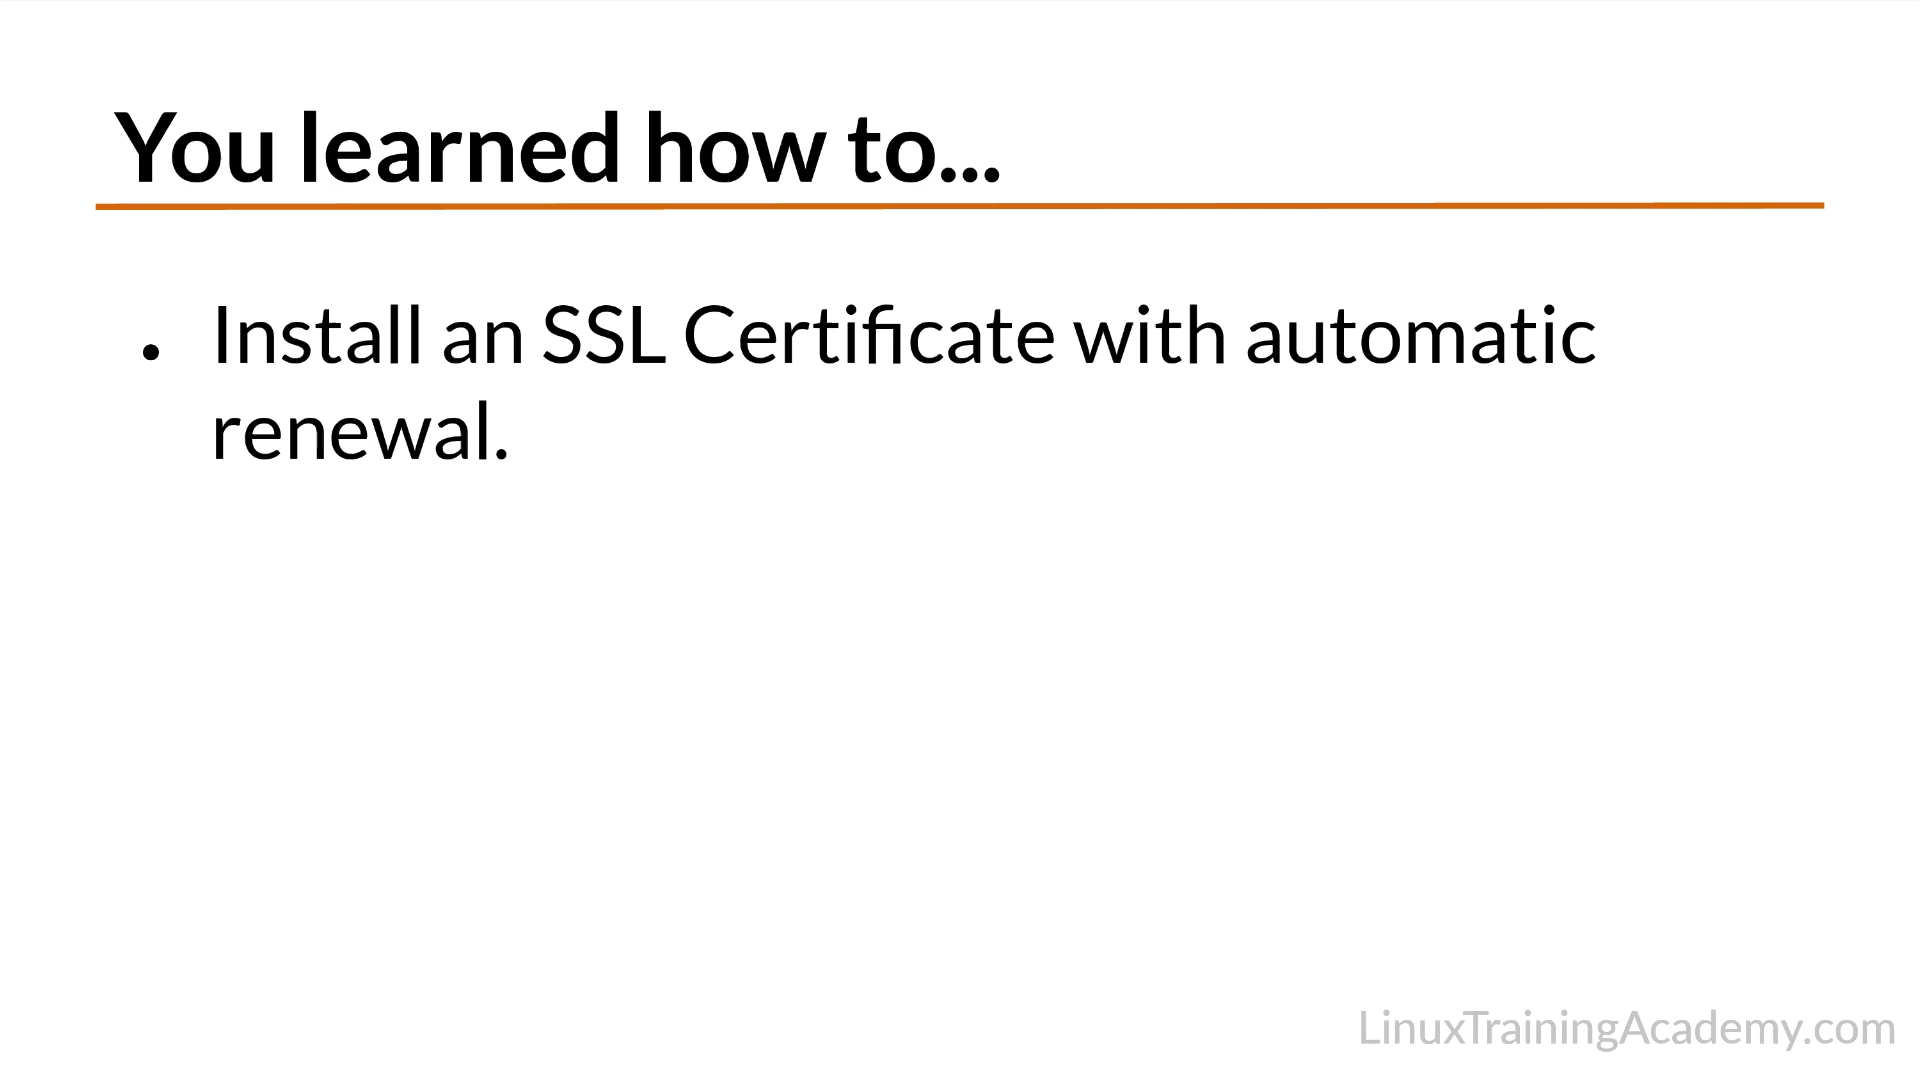 You learned how to...
• Install an SSL Certificate with automatic
renewal.
LinuxTrainingAcademy.com